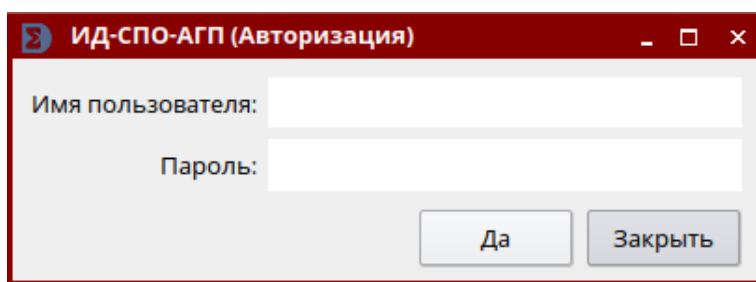 ИД-СПО-АГП (Авторизация)
Имя пользователя:
Пароль:
Да Закрыть